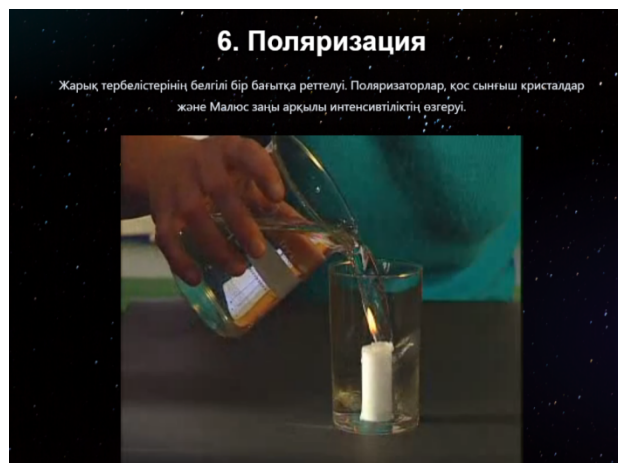 6. Поляризация
Жарық тербелістерінің белгілі бір бағытқа реттелуі. Поляризаторлар, қос сынғыш кристалдар
және Малюс заңы арқылы интенсивтіліктің өзгеруі.